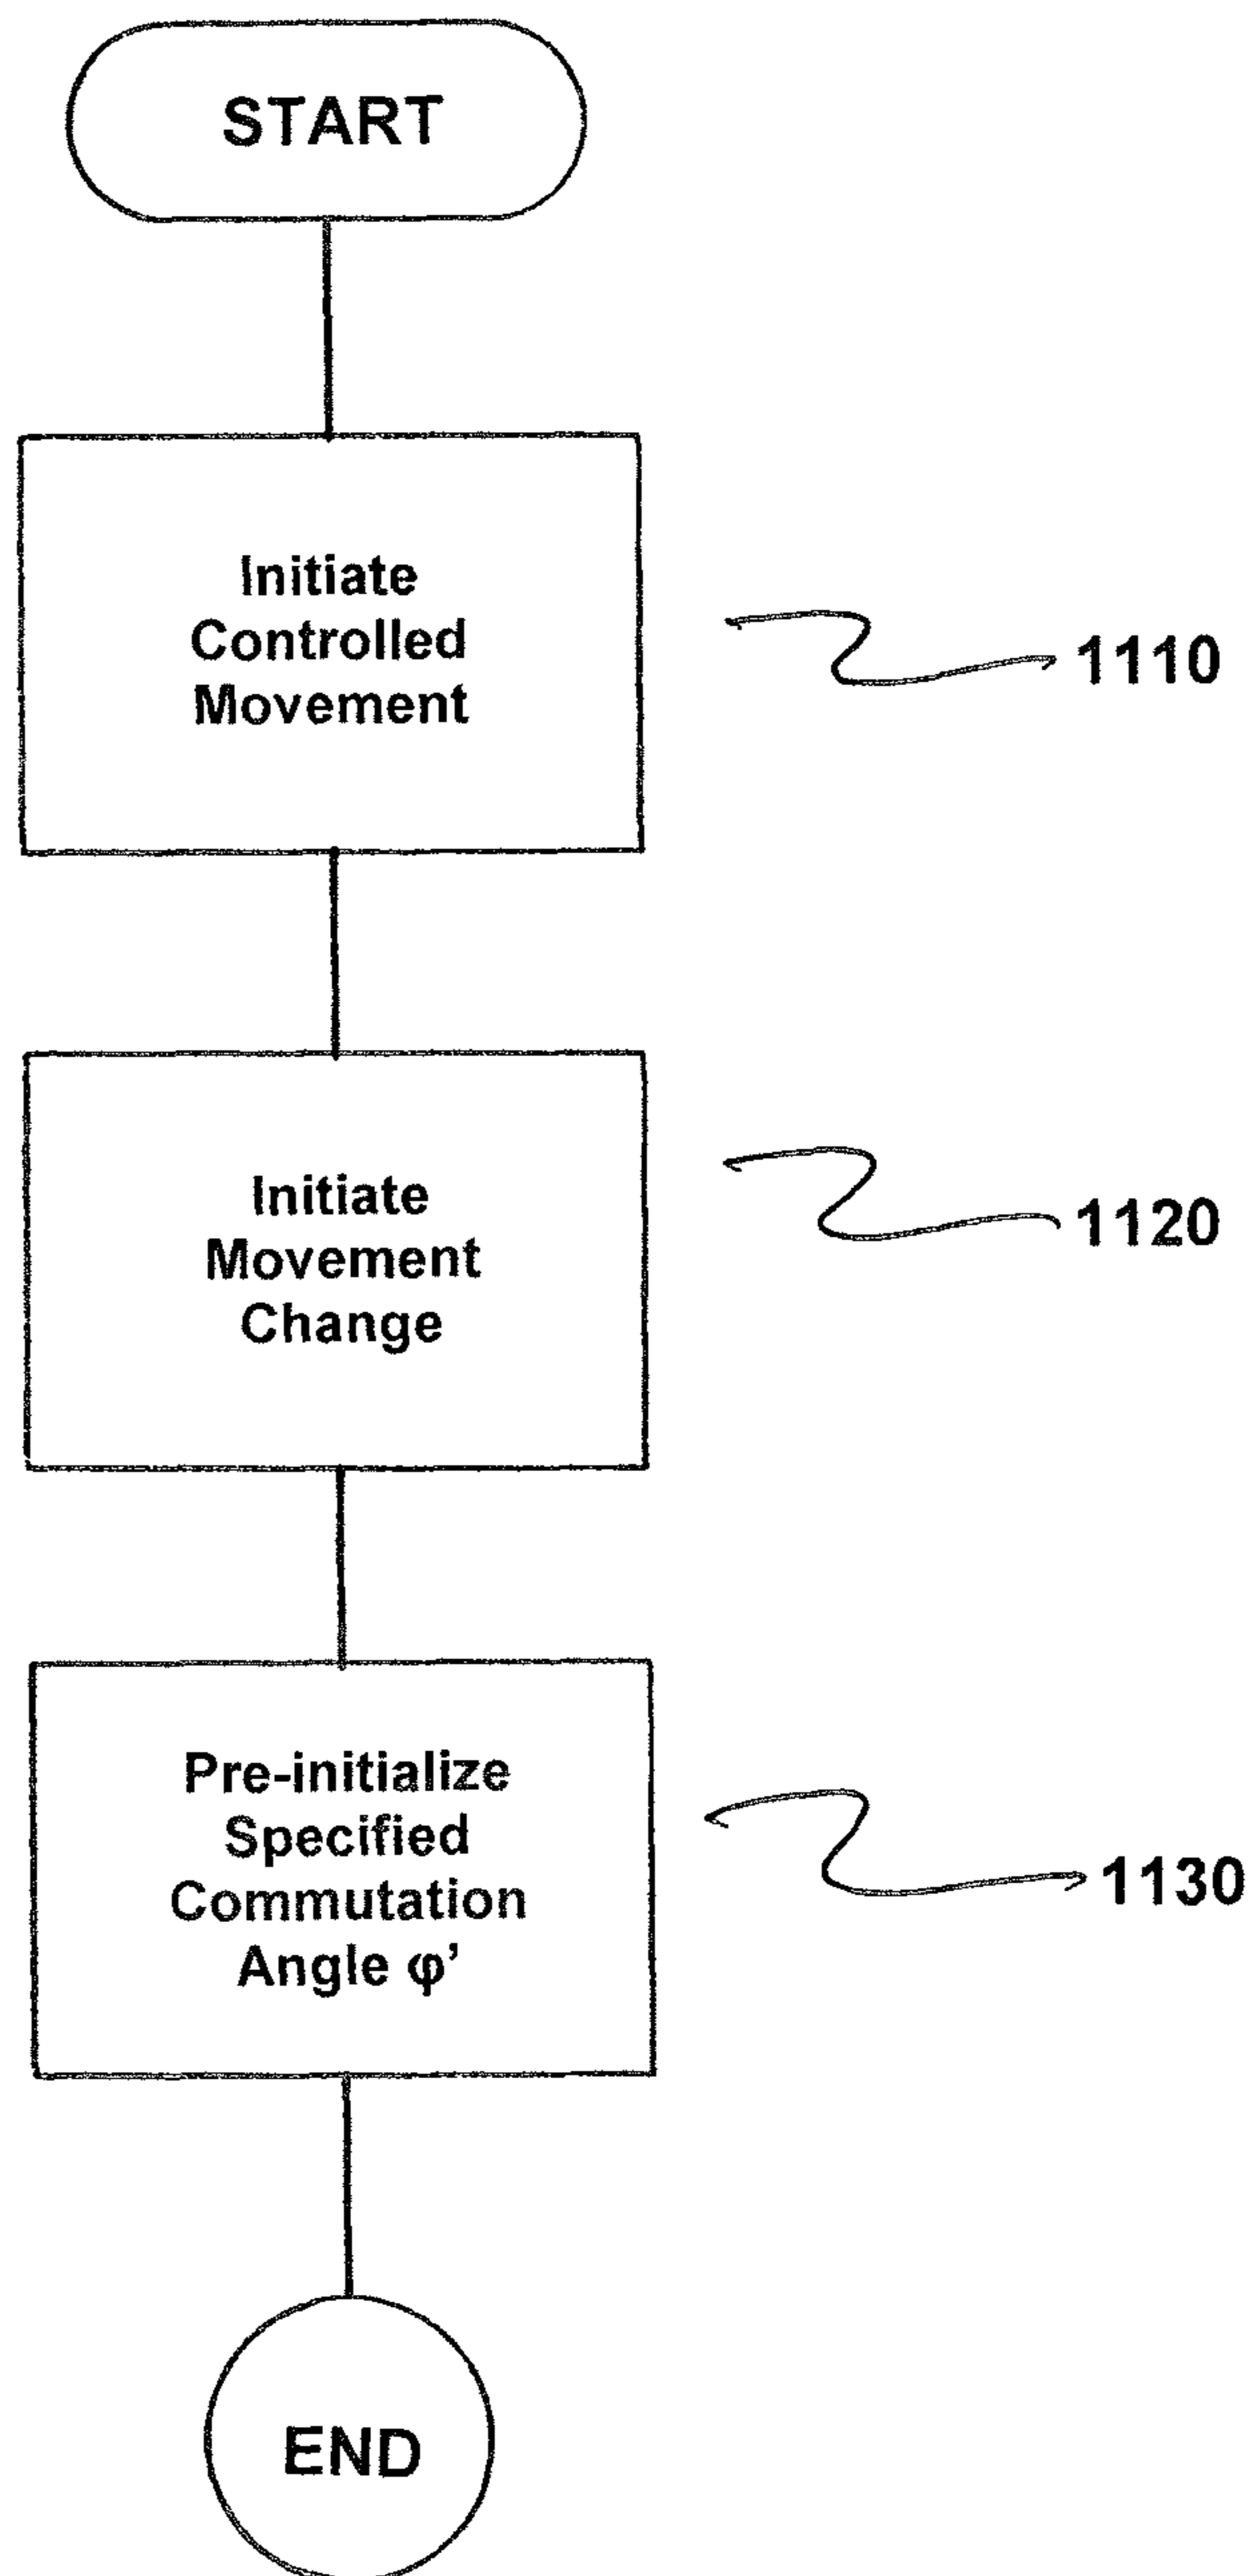 START
Initiate
Controlled
Movement
1110
Initiate
Movement
Change
1120
Pre-initialize
Specified
Commutation
Angle φ’
1130
END